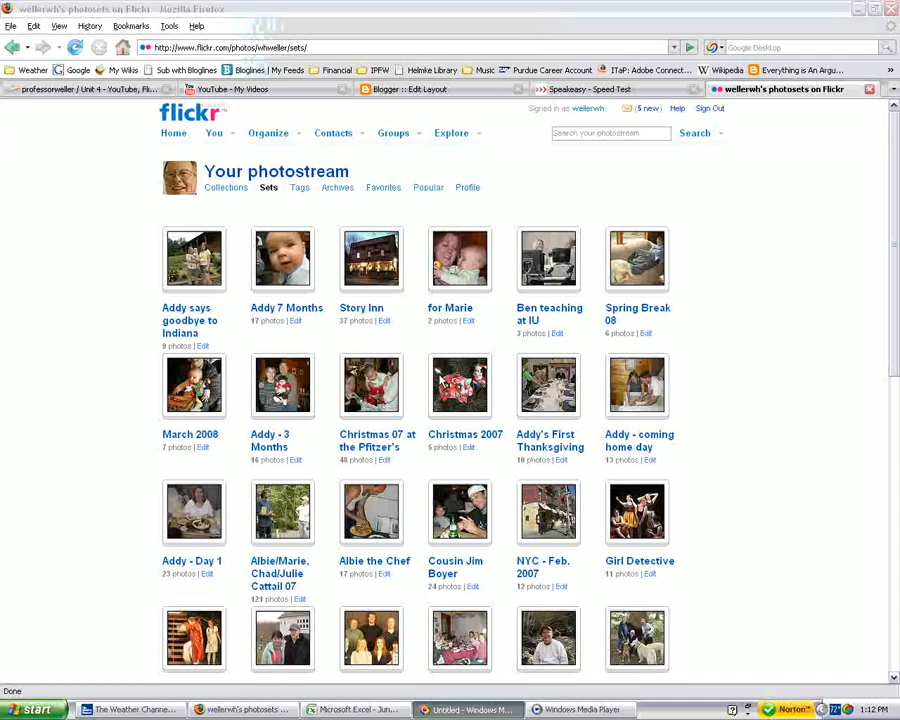 wellerwh's photosets on Flickr - Mozilla Firefox
File Edit View History Bookmarks Tools Help
http://www.flickr.com/photos/whweller/sets/
Google Desktop
Weather Google My Wikis Sub with Bloglines Bloglines | My Feeds Financial IPFW Helmke Library Music Purdue Career Account ITaP: Adobe Connect... Wikipedia Everything is An Argu... »
professorweller / Unit 4 - YouTube, Fli... YouTube - My Videos Blogger :: Edit Layout Speakeasy - Speed Test wellerwh's photosets on Flickr
flickr Signed in as wellerwh (5 new) Help Sign Out
Home You Organize Contacts Groups Explore Search your photostream Search
Your photostream
Collections Sets Tags Archives Favorites Popular Profile
Addy says goodbye to Indiana
9 photos | Edit
Addy 7 Months
17 photos | Edit
Story Inn
37 photos | Edit
for Marie
2 photos | Edit
Ben teaching at IU
3 photos | Edit
Spring Break 08
6 photos | Edit
March 2008
7 photos | Edit
Addy - 3 Months
16 photos | Edit
Christmas 07 at the Pfitzer's
48 photos | Edit
Christmas 2007
5 photos | Edit
Addy's First Thanksgiving
10 photos | Edit
Addy - coming home day
13 photos | Edit
Addy - Day 1
23 photos | Edit
Albie/Marie, Chad/Julie Cattail 07
121 photos | Edit
Albie the Chef
17 photos | Edit
Cousin Jim Boyer
24 photos | Edit
NYC - Feb. 2007
12 photos | Edit
Girl Detective
11 photos | Edit
Done
start The Weather Channe... wellerwh's photosets ... Microsoft Excel - Jun... Untitled - Windows M... Windows Media Player Norton 72° 1:12 PM